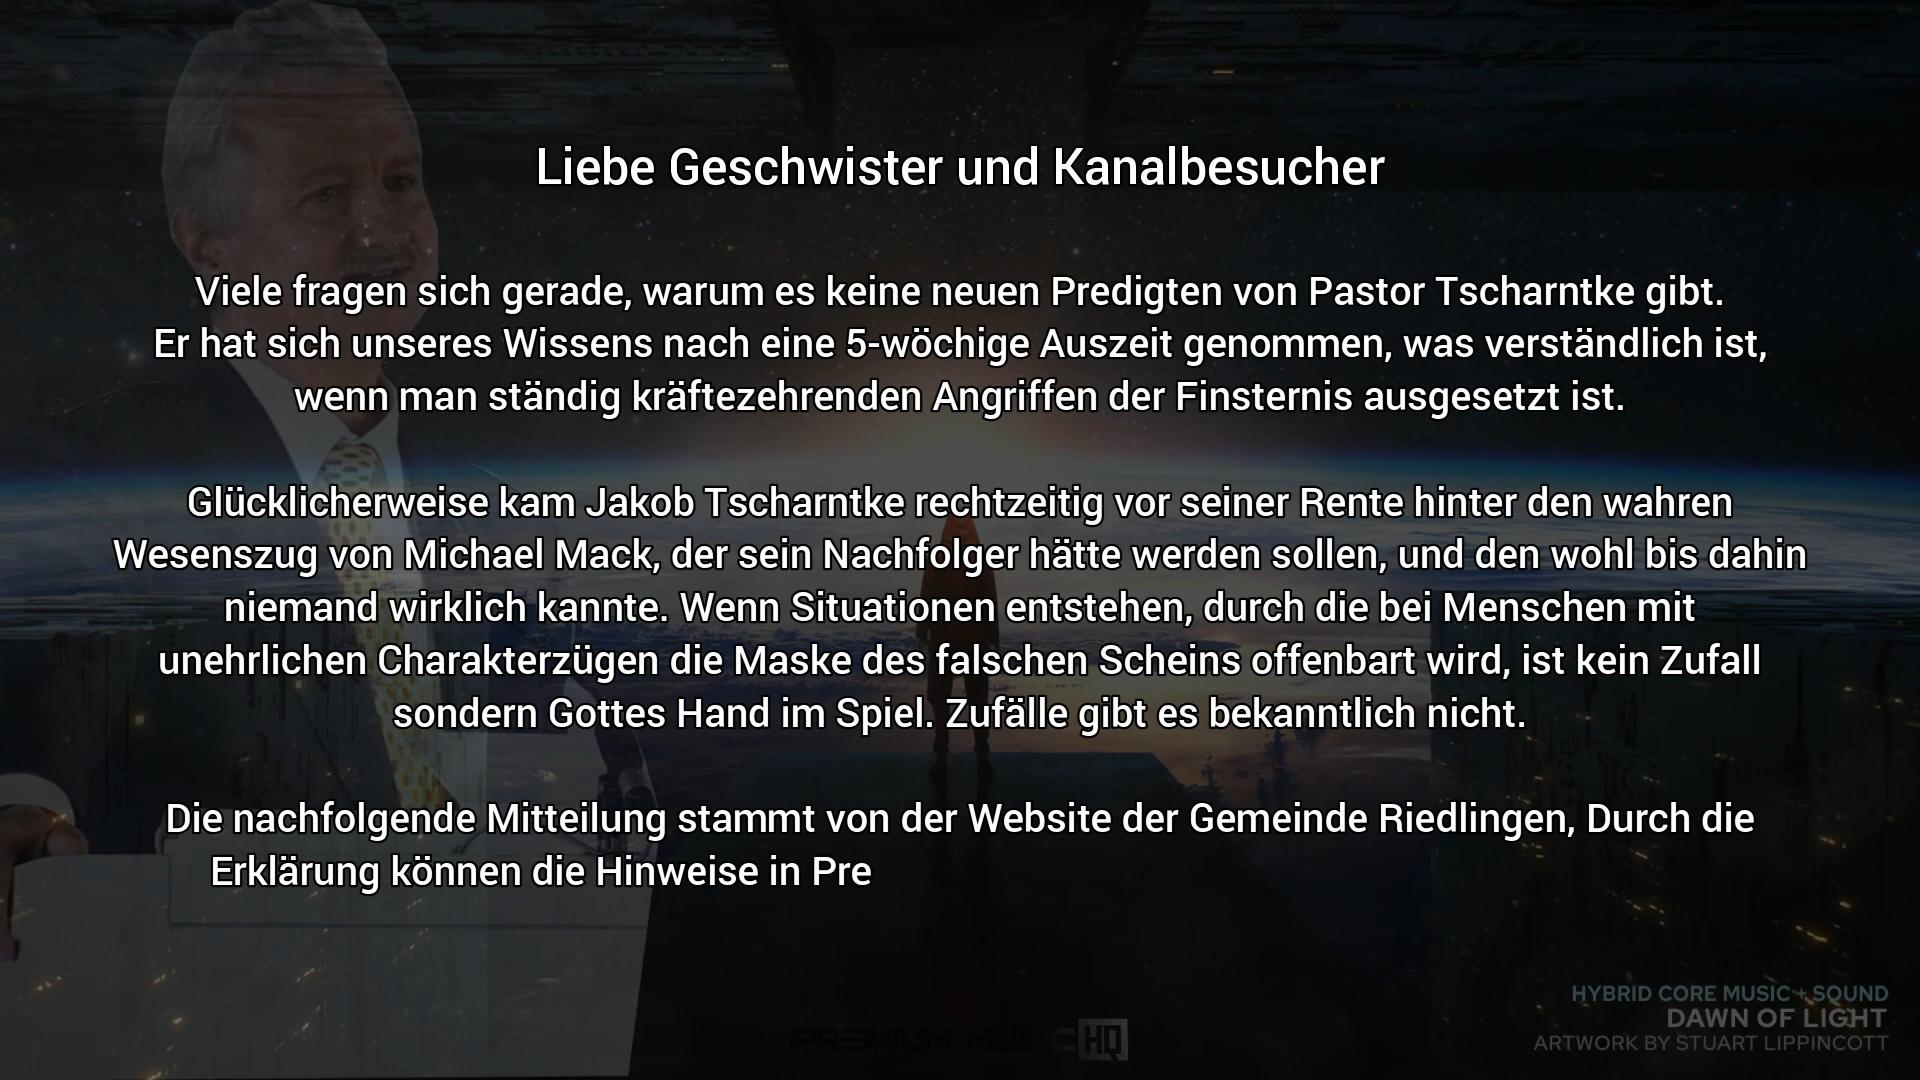 Liebe Geschwister und Kanalbesucher
Viele fragen sich gerade, warum es keine neuen Predigten von Pastor Tscharntke gibt.
Er hat sich unseres Wissens nach eine 5-wöchige Auszeit genommen, was verständlich ist,
wenn man ständig kräftezehrenden Angriffen der Finsternis ausgesetzt ist.
Glücklicherweise kam Jakob Tscharntke rechtzeitig vor seiner Rente hinter den wahren
Wesenszug von Michael Mack, der sein Nachfolger hätte werden sollen, und den wohl bis dahin
niemand wirklich kannte. Wenn Situationen entstehen, durch die bei Menschen mit
unehrlichen Charakterzügen die Maske des falschen Scheins offenbart wird, ist kein Zufall
sondern Gottes Hand im Spiel. Zufälle gibt es bekanntlich nicht.
Die nachfolgende Mitteilung stammt von der Website der Gemeinde Riedlingen, Durch die
Erklärung können die Hinweise in Pre
HYBRID CORE MUSIC + SOUND
DAWN OF LIGHT
ARTWORK BY STUART LIPPINCOTT
PREMIUM MUSIC HQ